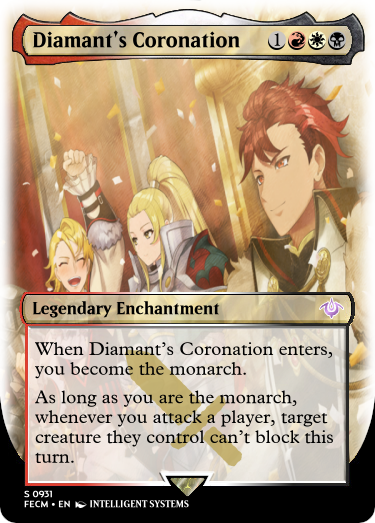 Diamant's Coronation 1
Legendary Enchantment
When Diamant's Coronation enters,
you become the monarch.
As long as you are the monarch,
whenever you attack a player, target
creature they control can't block this
turn.
S 0931
FECM • EN INTELLIGENT SYSTEMS